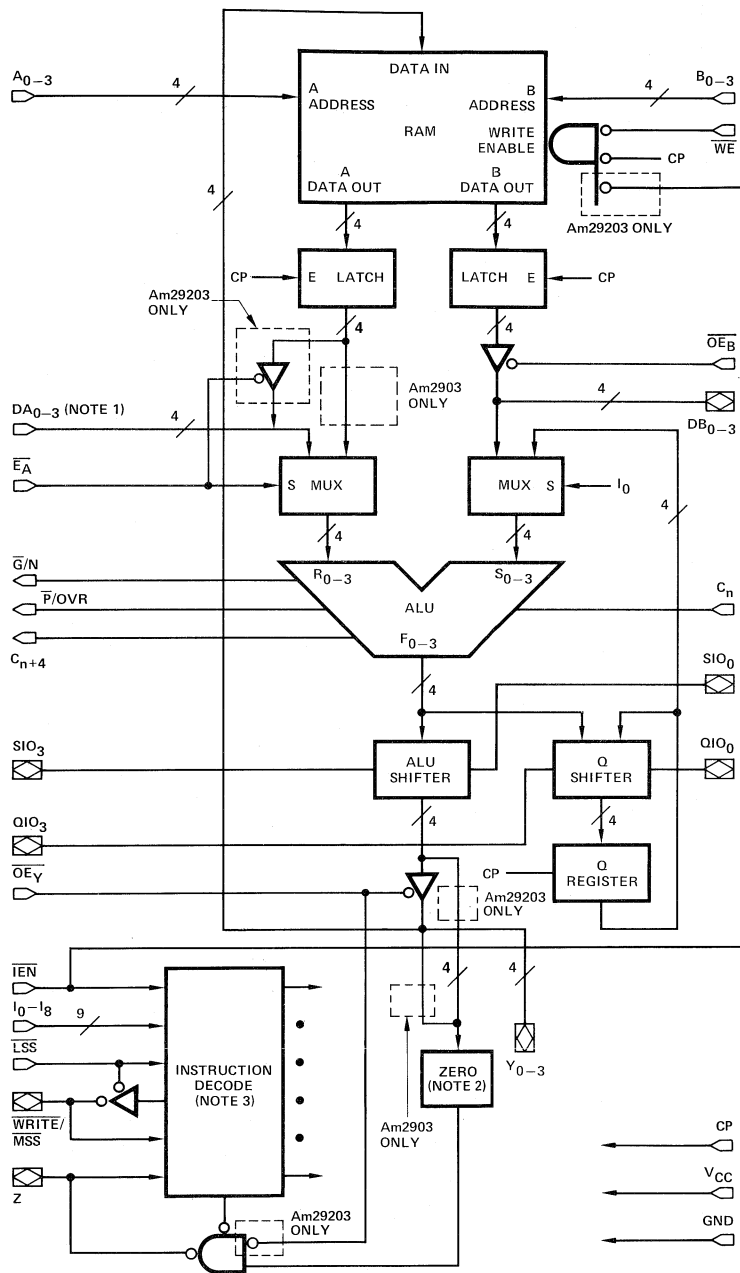 DATA IN
A0–3
4
A
ADDRESS
B
ADDRESS
4
B0–3
RAM
WRITE
ENABLE
WE
CP
4
A
DATA OUT
B
DATA OUT
Am29203 ONLY
4
4
CP
E LATCH
LATCH E
CP
Am29203
ONLY
4
4
OEB
Am2903
ONLY
4
DB0–3
DA0–3 (NOTE 1)
4
EA
S MUX
MUX S
I0
4
4
4
G/N
R0–3
S0–3
P/OVR
ALU
Cn
F0–3
Cn+4
4
SIO0
SIO3
ALU
SHIFTER
Q
SHIFTER
QIO0
QIO3
4
4
OEY
CP
Q
REGISTER
Am29203
ONLY
IEN
4
4
I0–I8
9
LSS
INSTRUCTION
DECODE
(NOTE 3)
ZERO
(NOTE 2)
Y0–3
WRITE/
MSS
Am2903
ONLY
CP
Z
VCC
Am29203
ONLY
GND